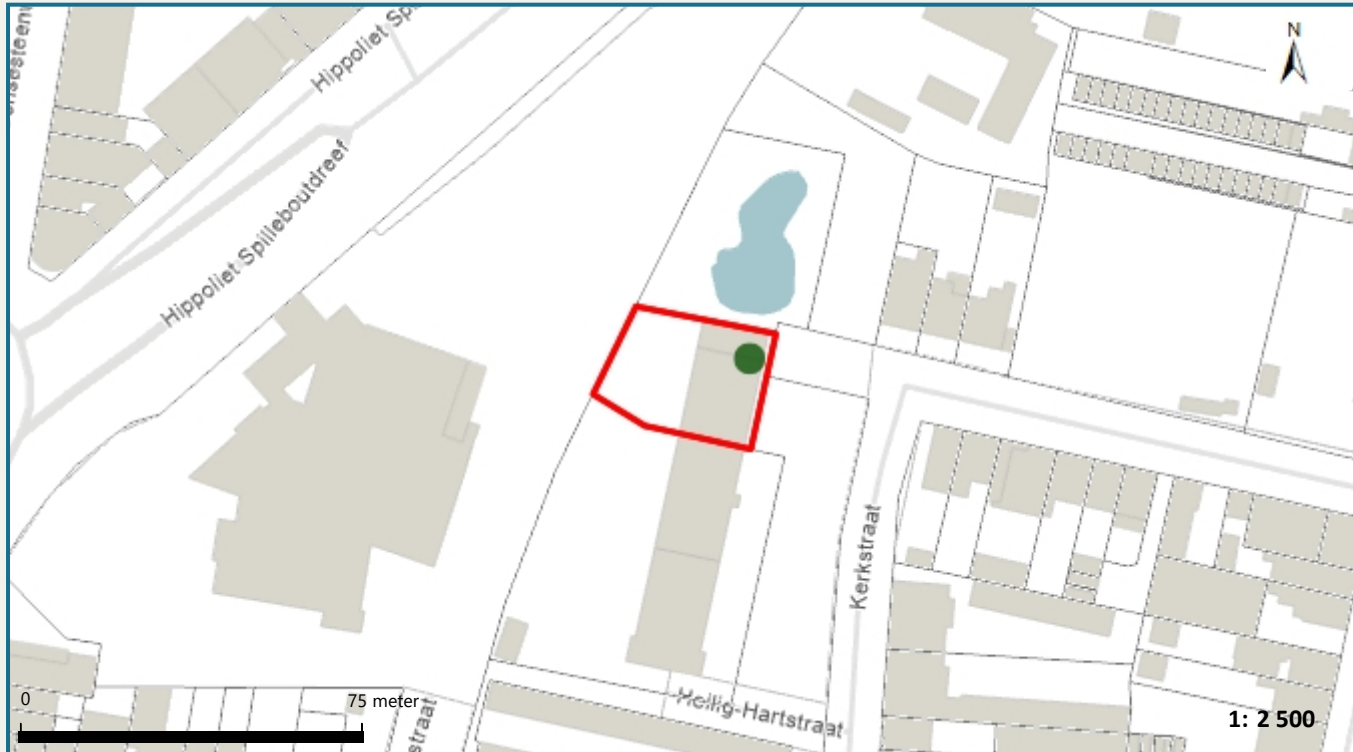 Hippoliet Sp
N
Hippoliet Spilleboutdreef
Kerkstraat
0
75 meter
straat
Heilig-Hartstraat
1: 2 500